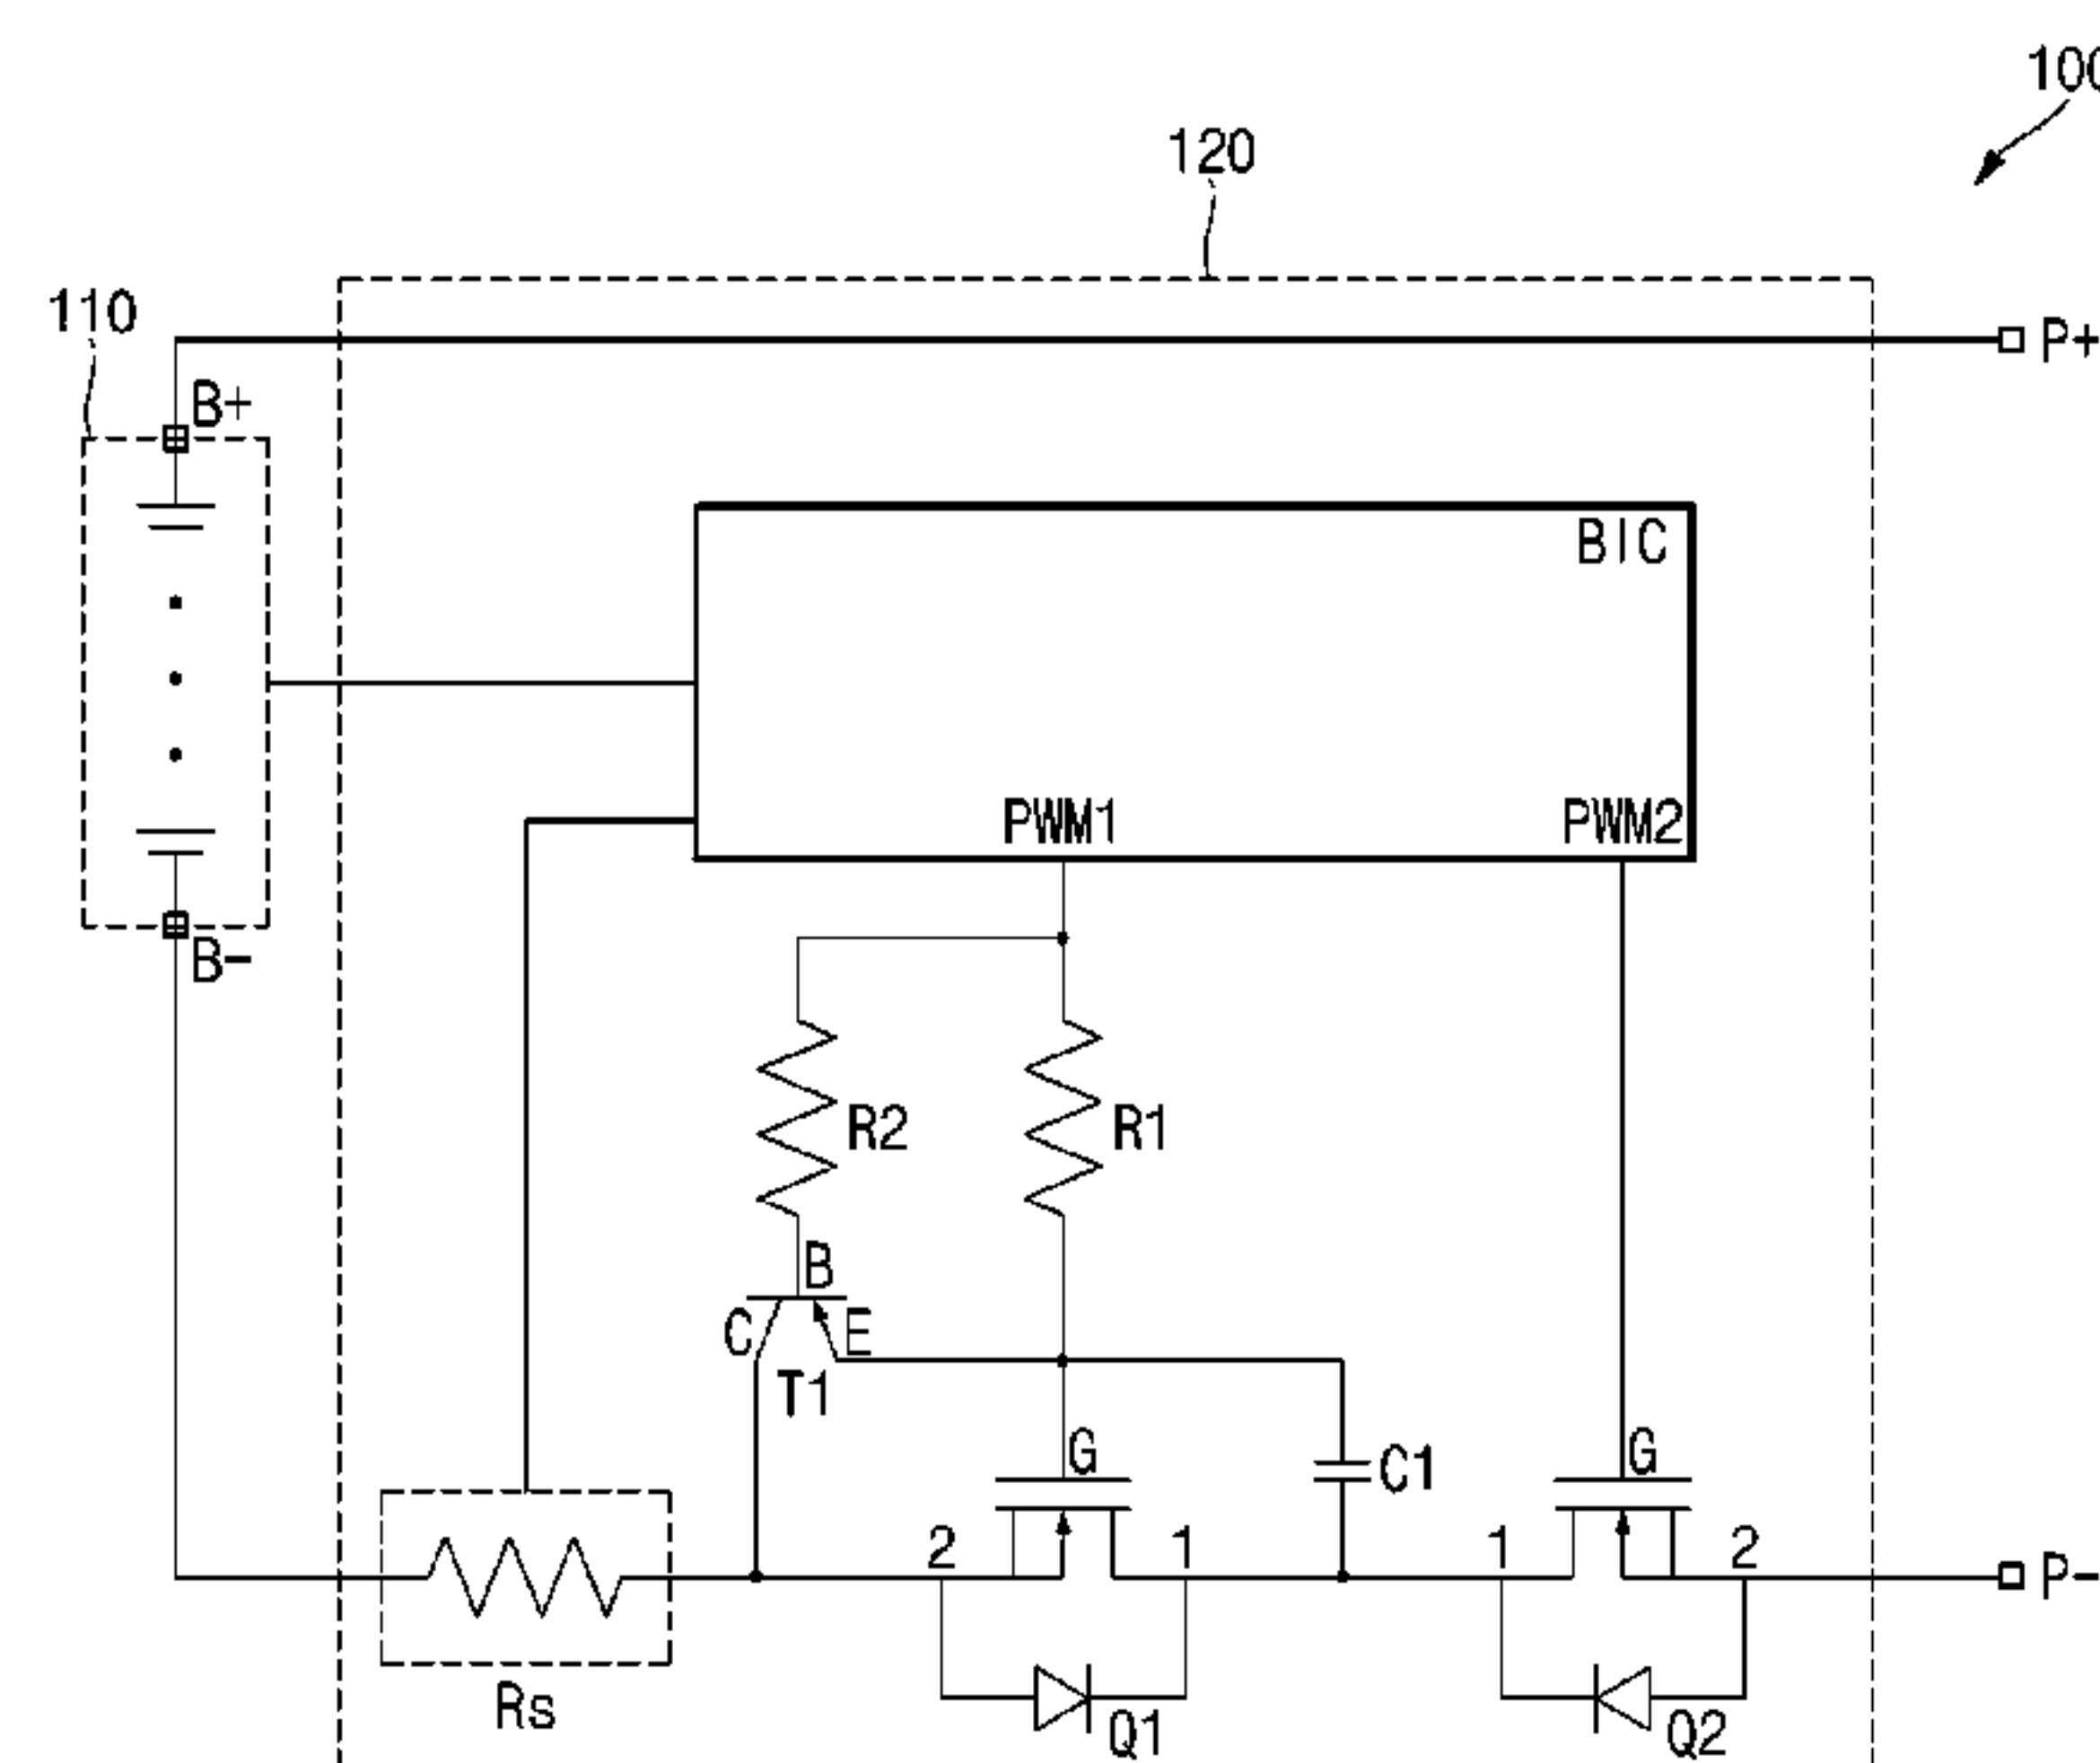 100
120
110
P+
B+
BIC
PWM1 PWM2
B-
R2 R1
B
C E
T1
G C1 G
2 1 1 2
P-
Rs Q1 Q2